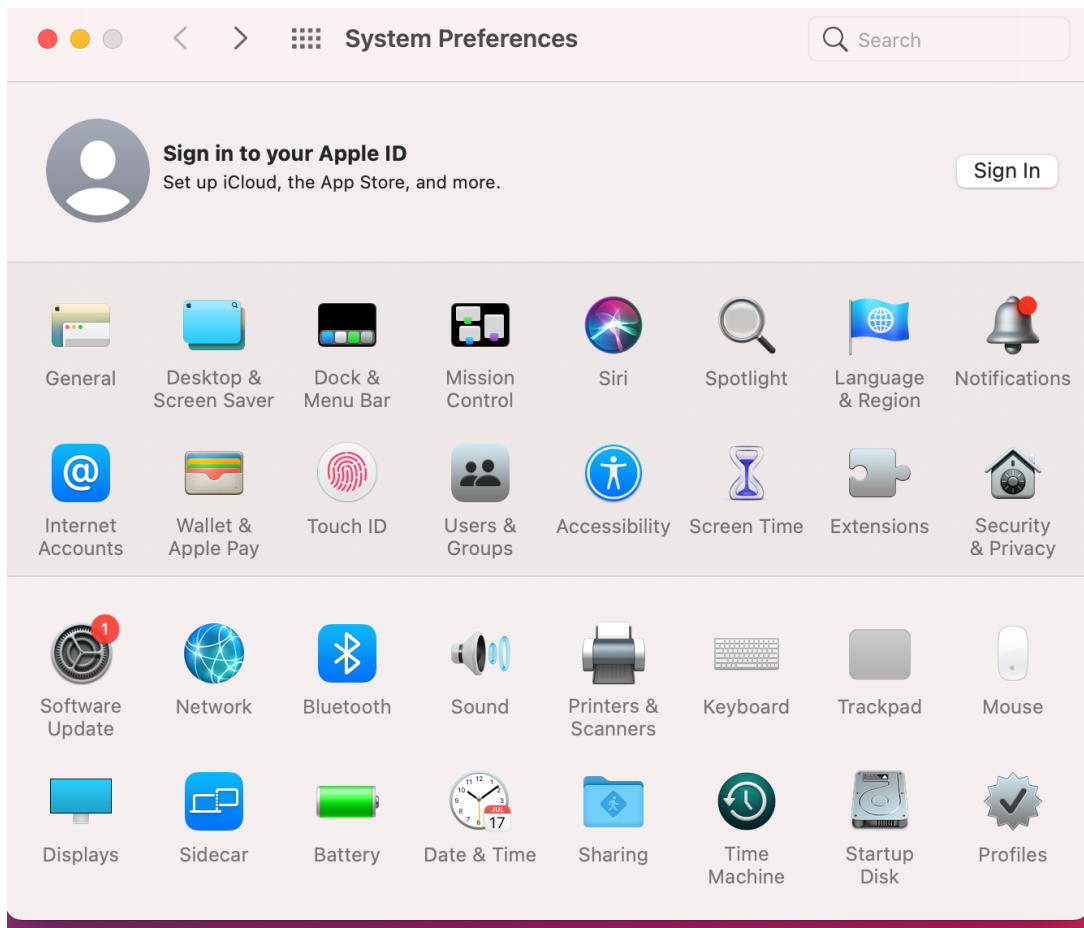 System Preferences
Search
Sign in to your Apple ID
Set up iCloud, the App Store, and more.
Sign In
General
Desktop &
Screen Saver
Dock &
Menu Bar
Mission
Control
Siri
Spotlight
Language
& Region
Notifications
Internet
Accounts
Wallet &
Apple Pay
Touch ID
Users &
Groups
Accessibility
Screen Time
Extensions
Security
& Privacy
1
Software
Update
Network
Bluetooth
Sound
Printers &
Scanners
Keyboard
Trackpad
Mouse
Displays
Sidecar
Battery
JUL
17
Date & Time
Sharing
Time
Machine
Startup
Disk
Profiles